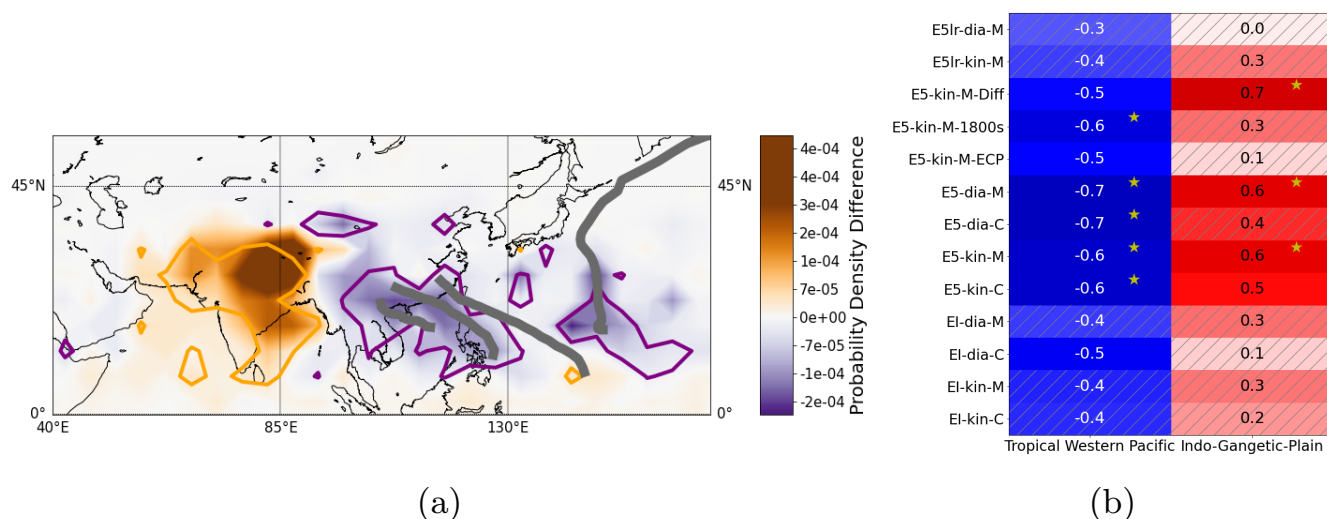 45°N
0°
40°E
85°E
130°E
45°N
0°
4e-04
4e-04
3e-04
2e-04
1e-04
7e-05
0e+00
-7e-05
-1e-04
-2e-04
Probability Density Difference
(a)
E5lr-dia-M -0.3 0.0
E5lr-kin-M -0.4 0.3
E5-kin-M-Diff -0.5 0.7
E5-kin-M-1800s -0.6 0.3
E5-kin-M-ECP -0.5 0.1
E5-dia-M -0.7 0.6
E5-dia-C -0.7 0.4
E5-kin-M -0.6 0.6
E5-kin-C -0.6 0.5
EI-dia-M -0.4 0.3
EI-dia-C -0.5 0.1
EI-kin-M -0.4 0.3
EI-kin-C -0.4 0.2
Tropical Western Pacific Indo-Gangetic-Plain
(b)